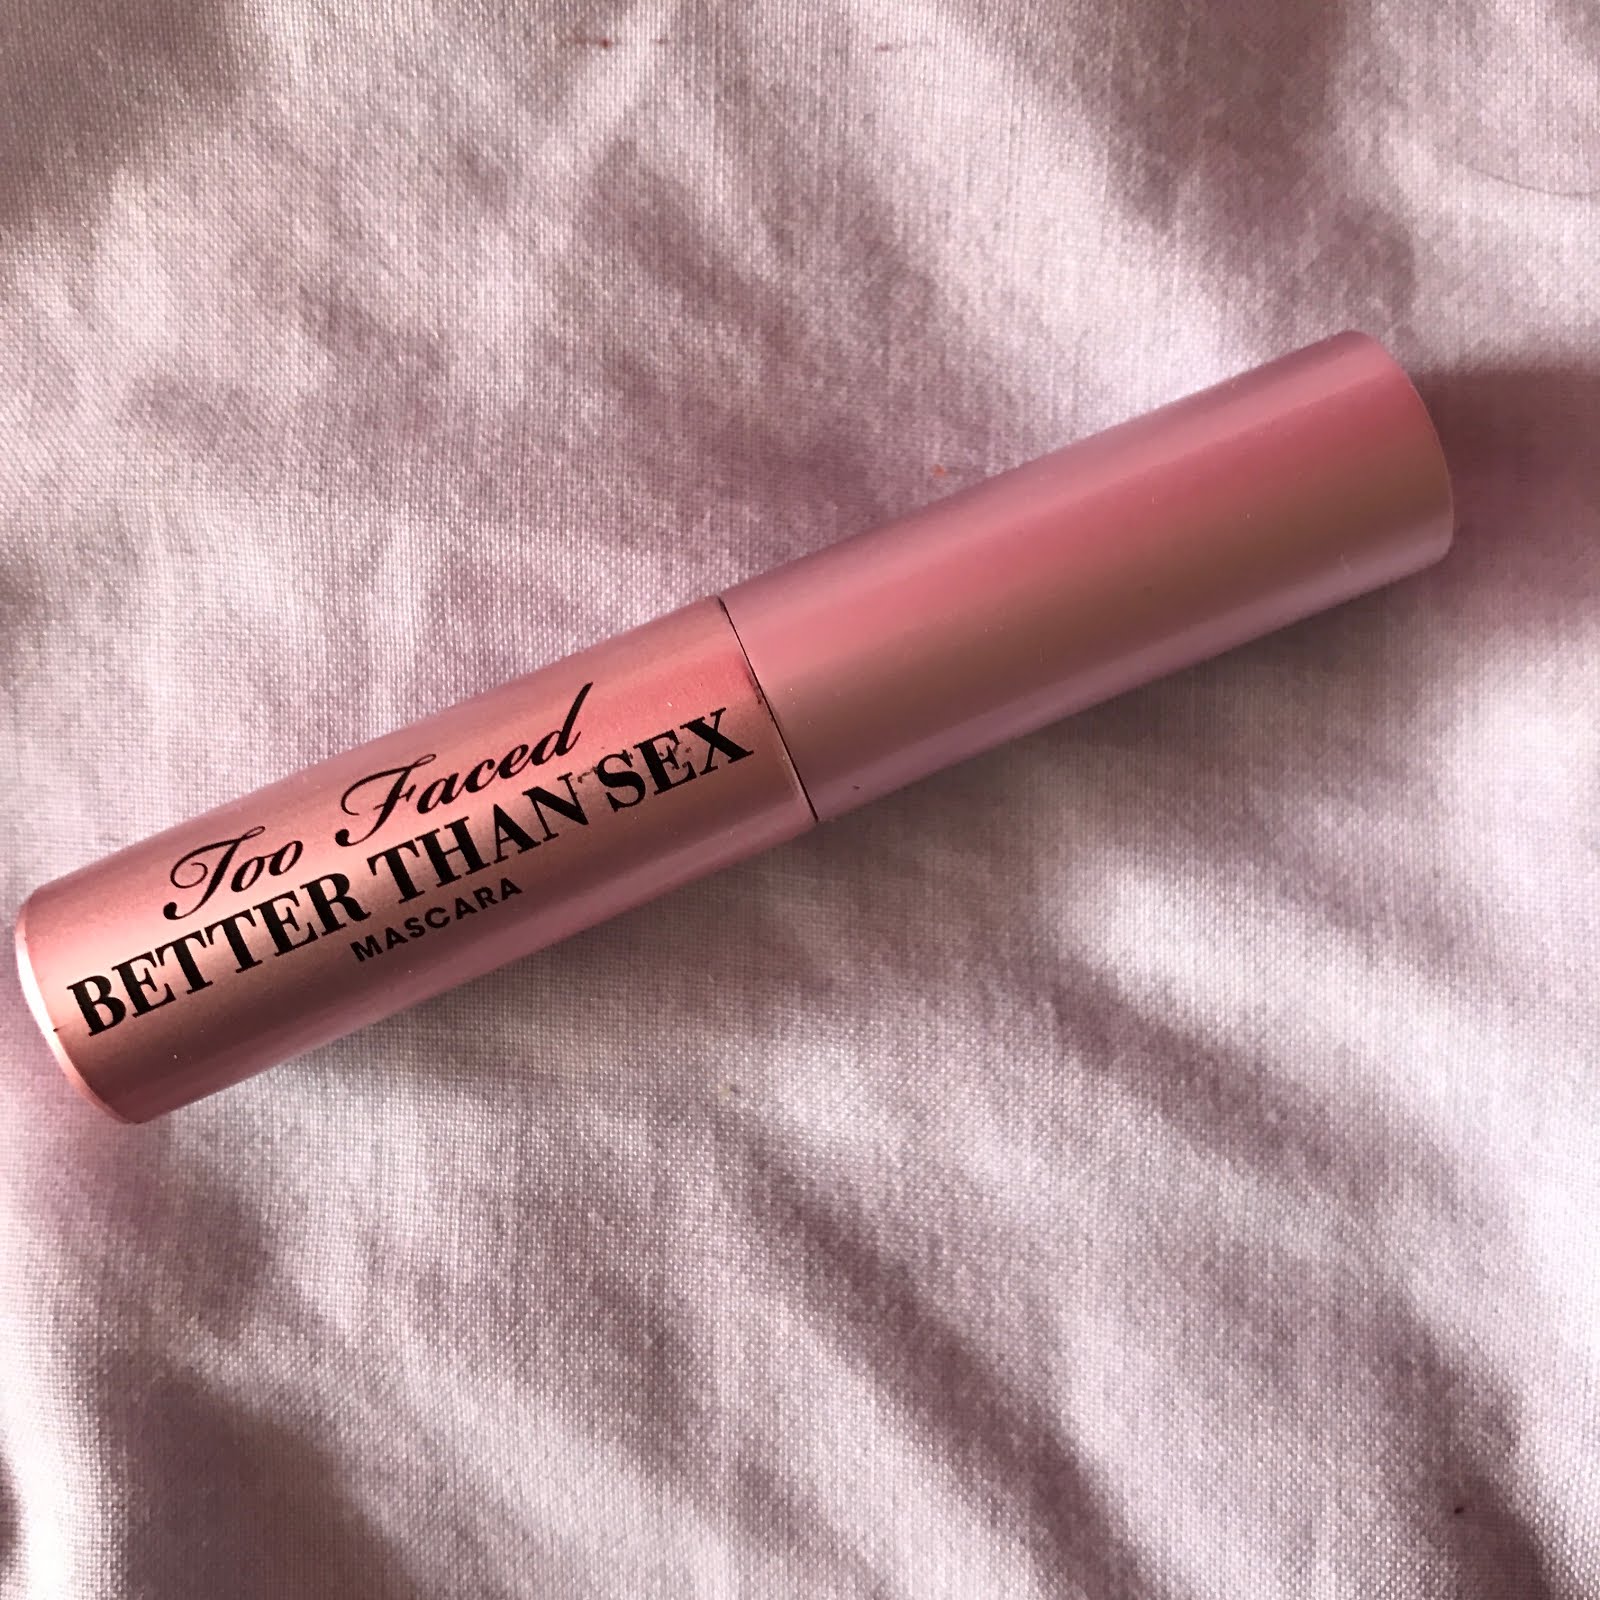 Too Faced
BETTER THAN SEX
MASCARA